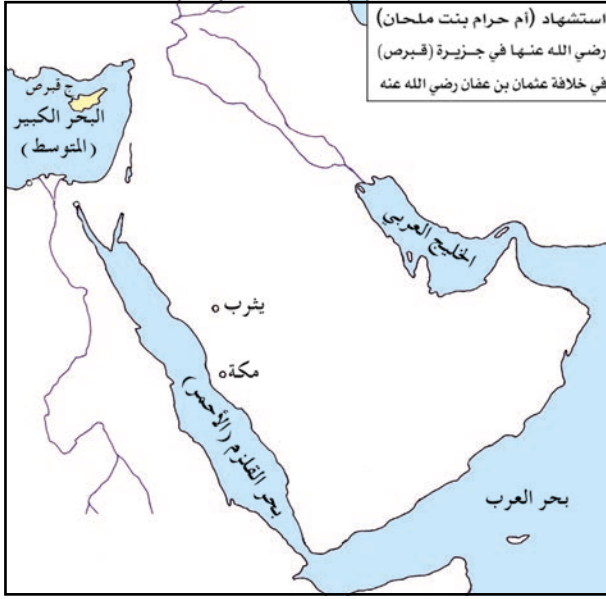 استشهاد (أم حرام بنت ملحان)
رضي الله عنها في جزيرة (قبرص)
في خلافة عثمان بن عفان رضي الله عنه
ج قبرص
البحر الكبير
(المتوسط)
الخليج العربي
يثرب
مكة
بحر القلزم (الأحمر)
بحر العرب